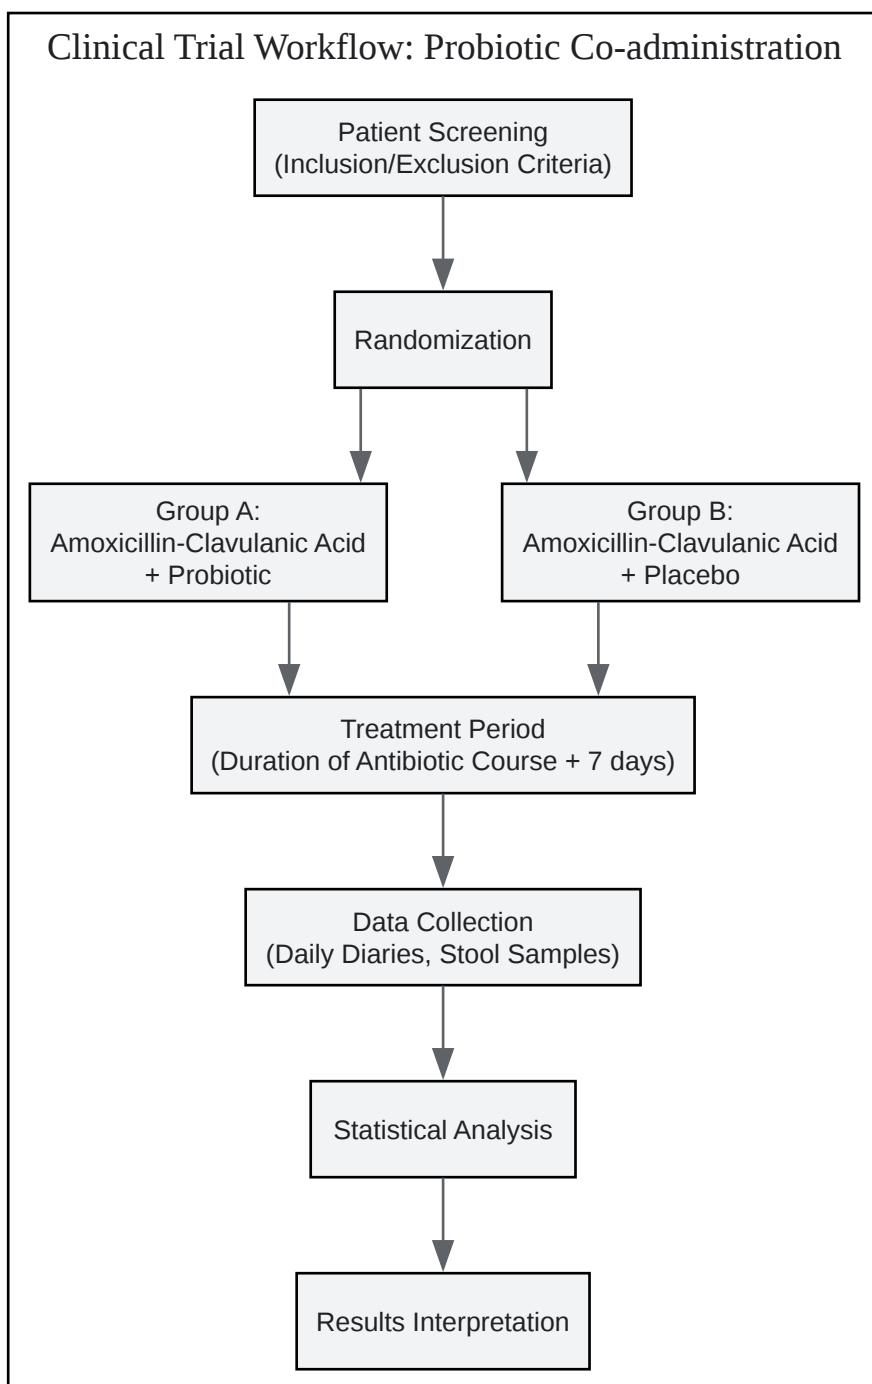 Clinical Trial Workflow: Probiotic Co-administration
Patient Screening
(Inclusion/Exclusion Criteria)
Randomization
Group A:
Amoxicillin-Clavulanic Acid
+ Probiotic
Group B:
Amoxicillin-Clavulanic Acid
+ Placebo
Treatment Period
(Duration of Antibiotic Course + 7 days)
Data Collection
(Daily Diaries, Stool Samples)
Statistical Analysis
Results Interpretation